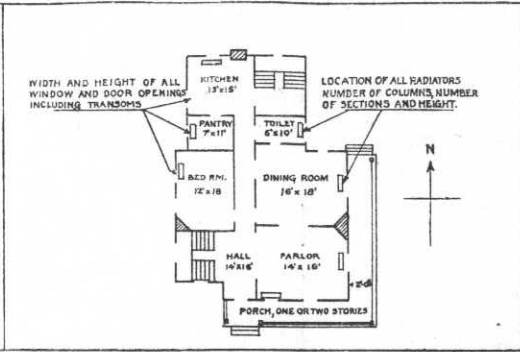 KITCHEN
13'x15'
WIDTH AND HEIGHT OF ALL
WINDOW AND DOOR OPENINGS
INCLUDING TRANSOMS
LOCATION OF ALL RADIATORS
NUMBER OF COLUMNS, NUMBER
OF SECTIONS AND HEIGHT.
PANTRY
7'x11'
TOILET
6'x10'
N
BED RM.
12'x18
DINING ROOM
16'x 18'
HALL
14'x16'
PARLOR
14'x 16'
PORCH, ONE OR TWO STORIES